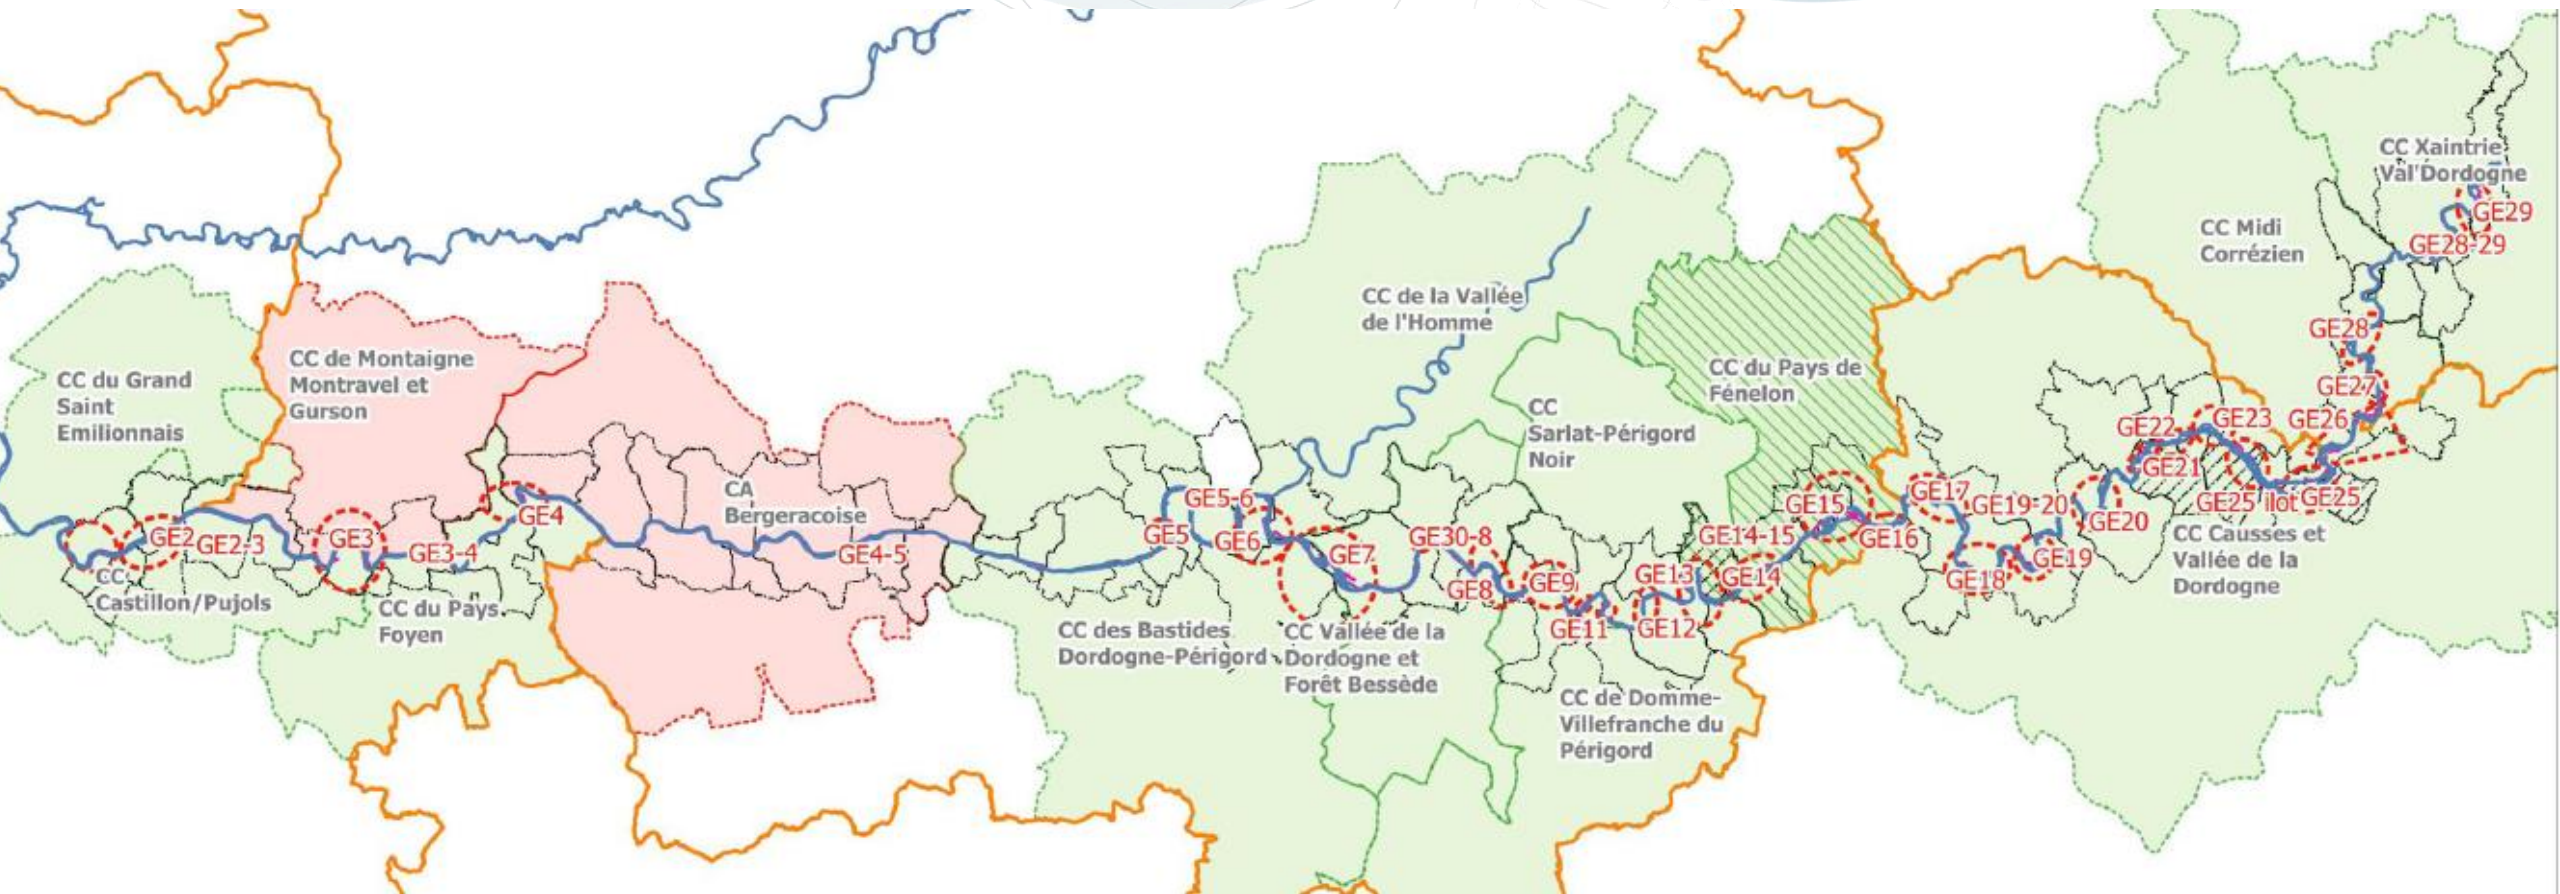 CC du Grand
Saint
Emilionnais
CC de Montaigne
Montravel et
Gurson
CC
Castillon/Pujols
CC du Pays
Foyen
CA
Bergeracoise
CC des Bastides
Dordogne-Périgord
CC de la Vallée
de l'Homme
CC Vallée de la
Dordogne et
Forêt Bessède
CC
Sarlat-Périgord
Noir
CC du Pays de
Fénelon
CC de Domme-
Villefranche du
Périgord
CC Causses et
Vallée de la
Dordogne
CC Midi
Corrézien
CC Xaintrie
Val'Dordogne
GE2
GE2-3
GE3
GE3-4
GE4
GE4-5
GE5
GE5-6
GE6
GE7
GE30-8
GE8
GE9
GE11
GE12
GE13
GE14
GE14-15
GE15
GE16
GE17
GE18
GE19
GE19-20
GE20
GE21
GE22
GE23
GE25 ilot
GE25
GE26
GE27
GE28
GE28-29
GE29